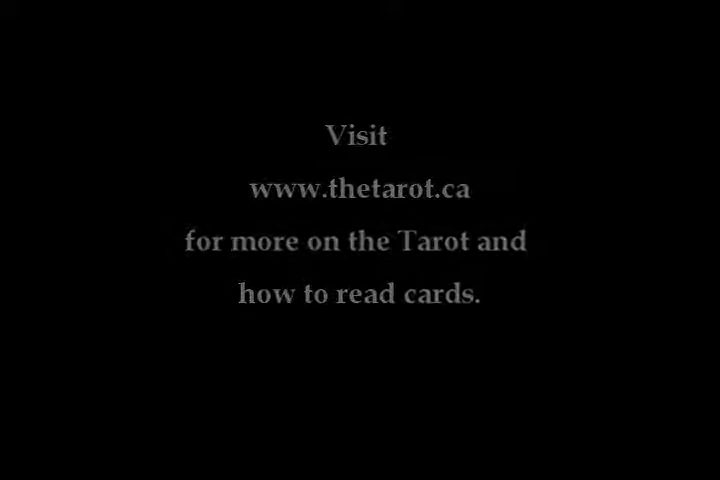 Visit
www.thetarot.ca
for more on the Tarot and
how to read cards.